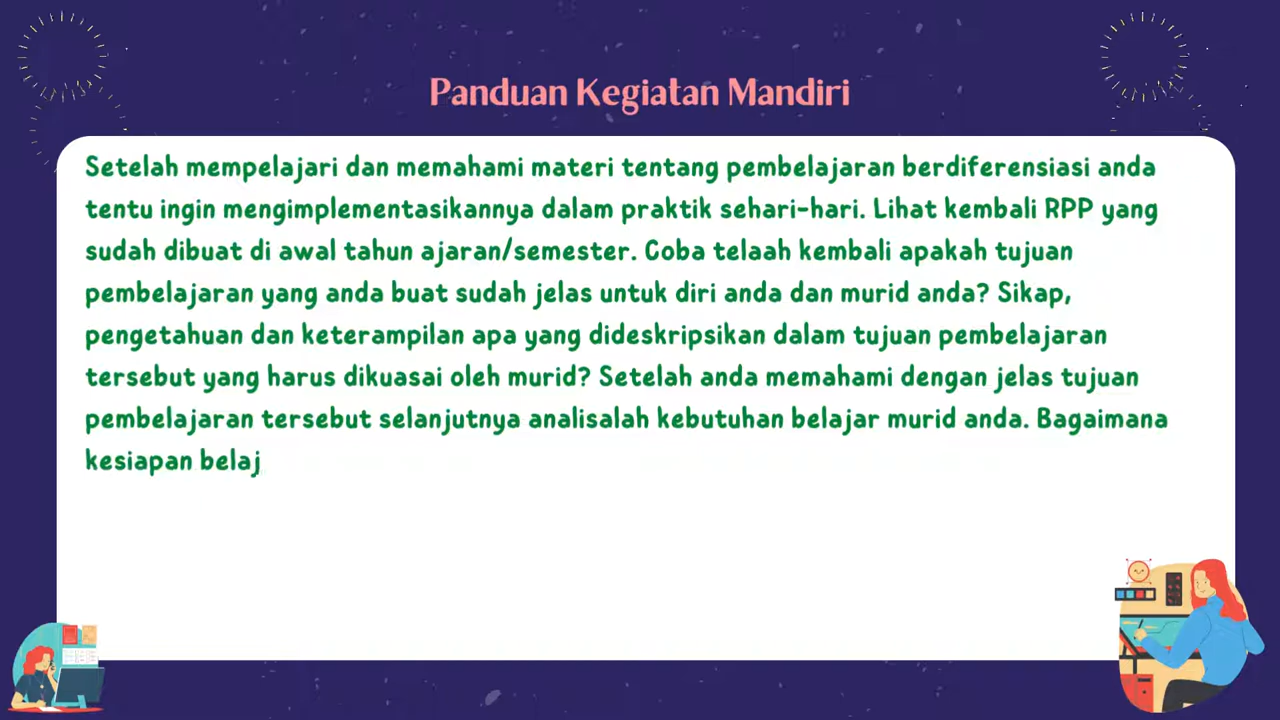 Panduan Kegiatan Mandiri
Setelah mempelajari dan memahami materi tentang pembelajaran berdiferensiasi anda
tentu ingin mengimplementasikannya dalam praktik sehari-hari. Lihat kembali RPP yang
sudah dibuat di awal tahun ajaran/semester. Coba telaah kembali apakah tujuan
pembelajaran yang anda buat sudah jelas untuk diri anda dan murid anda? Sikap,
pengetahuan dan keterampilan apa yang dideskripsikan dalam tujuan pembelajaran
tersebut yang harus dikuasai oleh murid? Setelah anda memahami dengan jelas tujuan
pembelajaran tersebut selanjutnya analisalah kebutuhan belajar murid anda. Bagaimana
kesiapan belaj